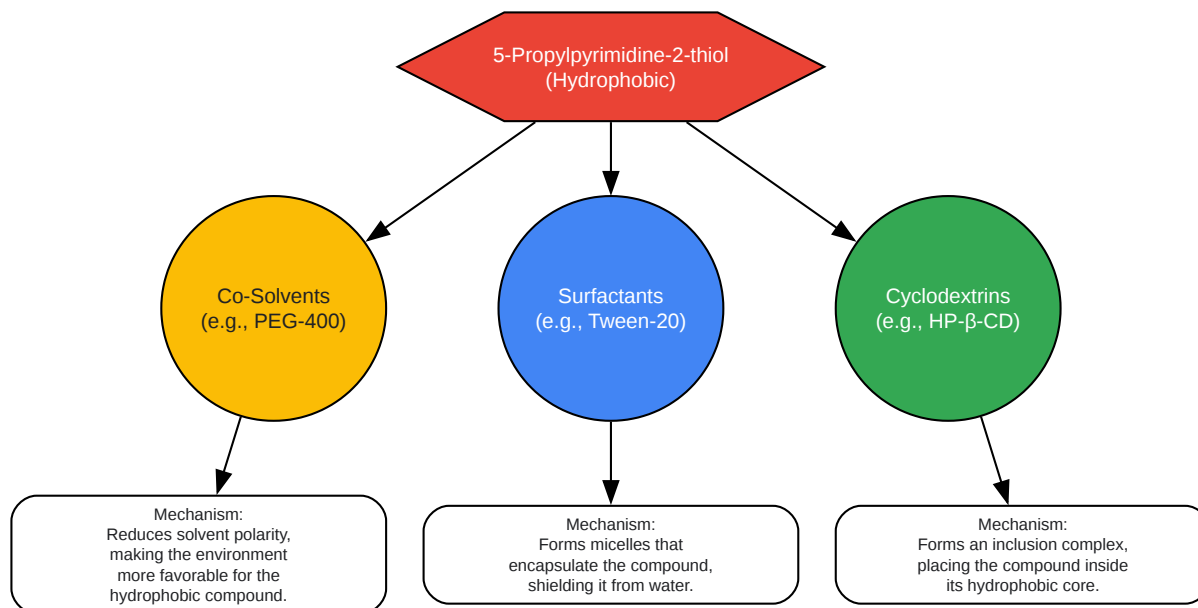 5-Propylpyrimidine-2-thiol
(Hydrophobic)
Co-Solvents
(e.g., PEG-400)
Surfactants
(e.g., Tween-20)
Cyclodextrins
(e.g., HP-β-CD)
Mechanism:
Reduces solvent polarity,
making the environment
more favorable for the
hydrophobic compound.
Mechanism:
Forms micelles that
encapsulate the compound,
shielding it from water.
Mechanism:
Forms an inclusion complex,
placing the compound inside
its hydrophobic core.